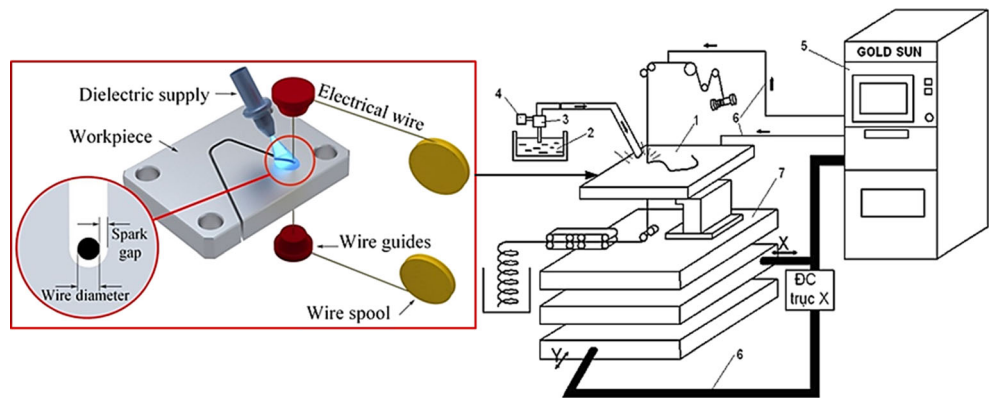 Dielectric supply
Electrical wire
Workpiece
Spark
gap
Wire diameter
Wire guides
Wire spool
5
GOLD SUN
4
3
2
6
1
7
X
ĐC
trục X
Y
6